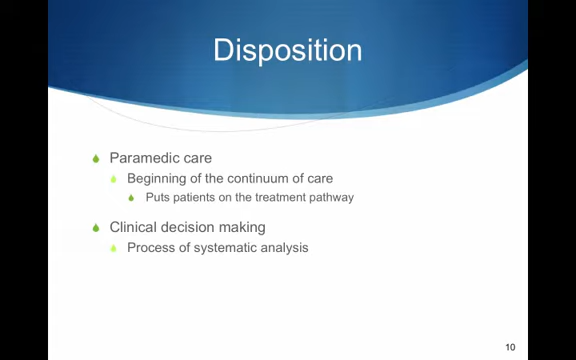 Disposition
Paramedic care
Beginning of the continuum of care
Puts patients on the treatment pathway
Clinical decision making
Process of systematic analysis
10